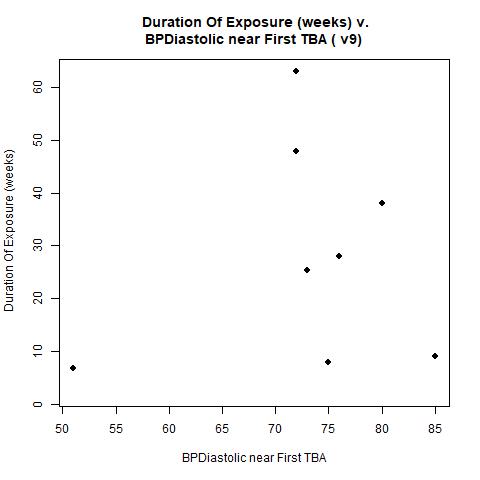 Duration Of Exposure (weeks) v.
BPDiastolic near First TBA ( v9)
Duration Of Exposure (weeks)
60
50
40
30
20
10
0
50 55 60 65 70 75 80 85
BPDiastolic near First TBA